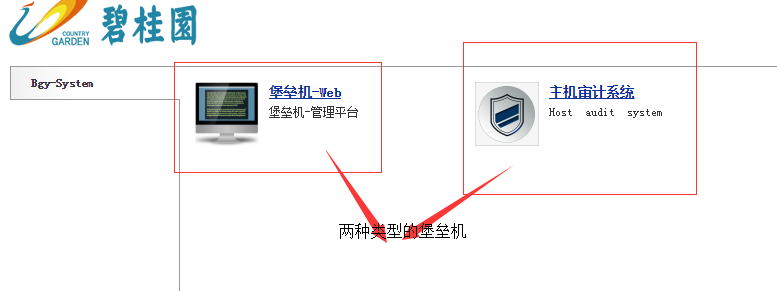 碧桂園
COUNTRY
GARDEN
Bgy-System
堡垒机-Web
堡垒机-管理平台
主机审计系统
Host audit system
两种类型的堡垒机